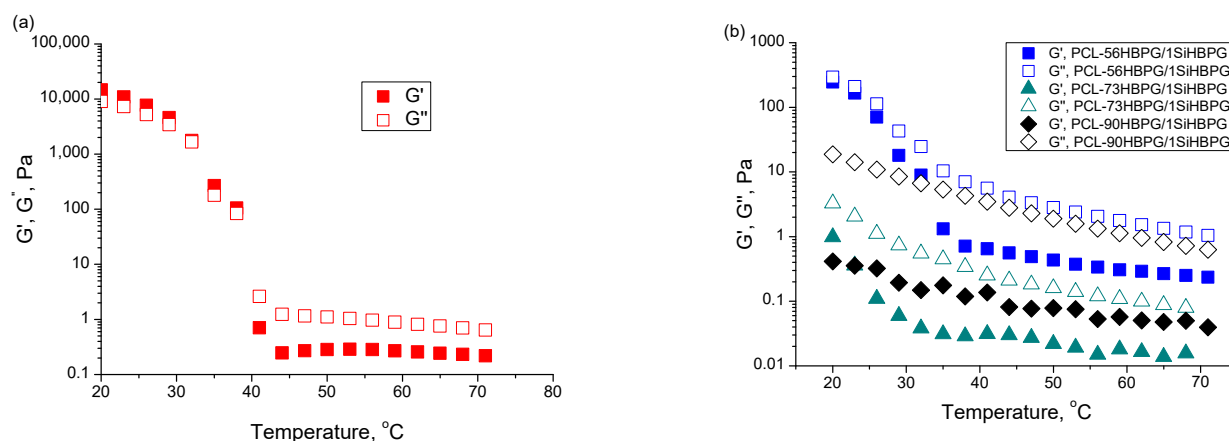 (a)
100,000
10,000
1,000
100
10
1
0.1
20 30 40 50 60 70 80
G', G", Pa
Temperature, °C
G'
G"
(b)
1000
100
10
1
0.1
0.01
20 30 40 50 60 70
G', G", Pa
Temperature, °C
G', PCL-56HBPG/1SiHBPG
G", PCL-56HBPG/1SiHBPG
G', PCL-73HBPG/1SiHBPG
G", PCL-73HBPG/1SiHBPG
G', PCL-90HBPG/1SiHBPG
G", PCL-90HBPG/1SiHBPG